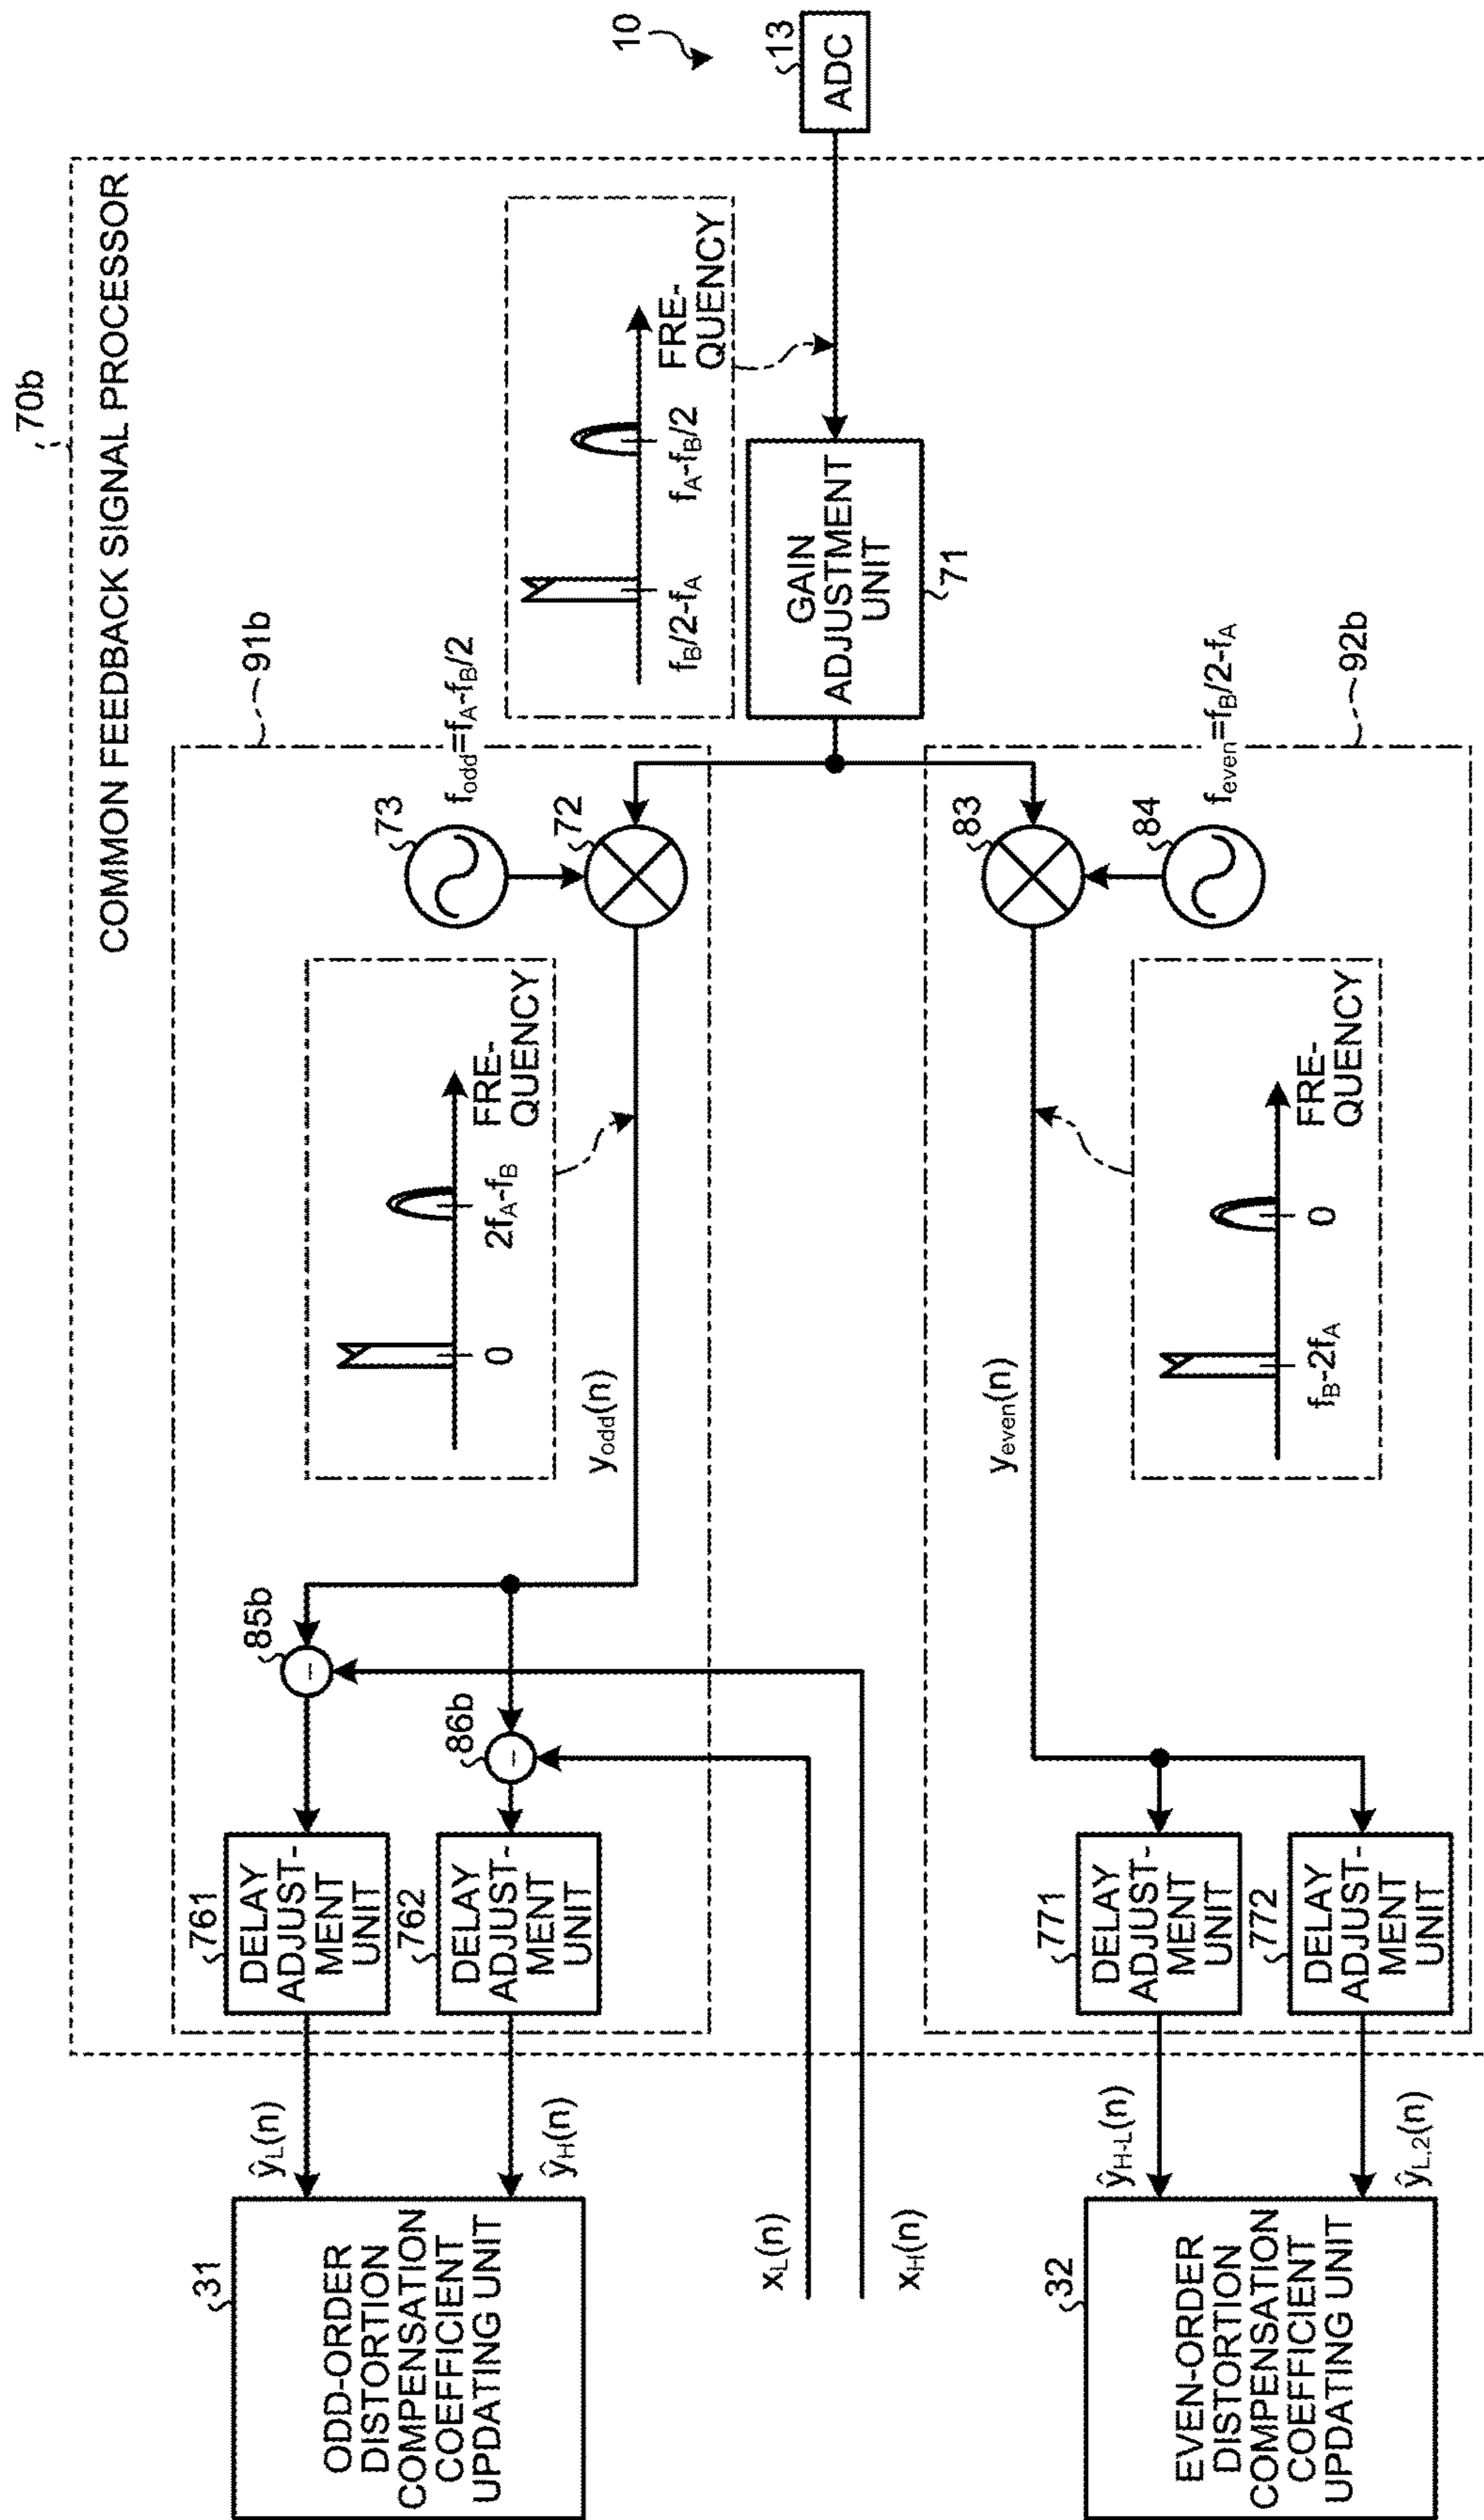 10
70b
COMMON FEEDBACK SIGNAL PROCESSOR
13
ADC
FRE-
QUENCY
fB/2-fA
fA-fB/2
GAIN
ADJUSTMENT
UNIT
71
91b
73
fodd=fA-fB/2
72
FRE-
QUENCY
0
2fA-fB
yodd(n)
85b
86b
761
DELAY
ADJUST-
MENT
UNIT
762
DELAY
ADJUST-
MENT
UNIT
ŷL(n)
ŷH(n)
31
ODD-ORDER
DISTORTION
COMPENSATION
COEFFICIENT
UPDATING UNIT
xL(n)
xH(n)
92b
83
84
feven=fB/2-fA
FRE-
QUENCY
fB-2fA
0
yeven(n)
771
DELAY
ADJUST-
MENT
UNIT
772
DELAY
ADJUST-
MENT
UNIT
ŷH-L(n)
ŷL,2(n)
32
EVEN-ORDER
DISTORTION
COMPENSATION
COEFFICIENT
UPDATING UNIT